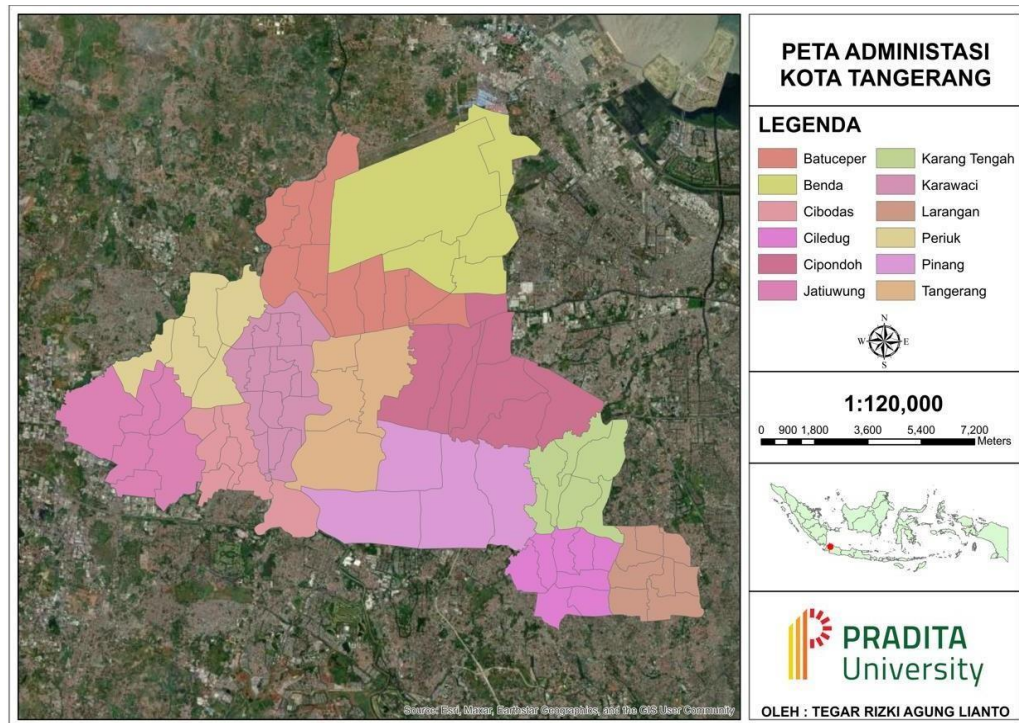 PETA ADMINISTASI
KOTA TANGERANG
LEGENDA
Batuceper
Benda
Cibodas
Ciledug
Cipondoh
Jatiuwung
Karang Tengah
Karawaci
Larangan
Periuk
Pinang
Tangerang
N
W E
S
1:120,000
0 900 1,800 3,600 5,400 7,200
Meters
PRADITA
University
OLEH : TEGAR RIZKI AGUNG LIANTO
Source: Esri, Maxar, Earthstar Geographics, and the GIS User Community